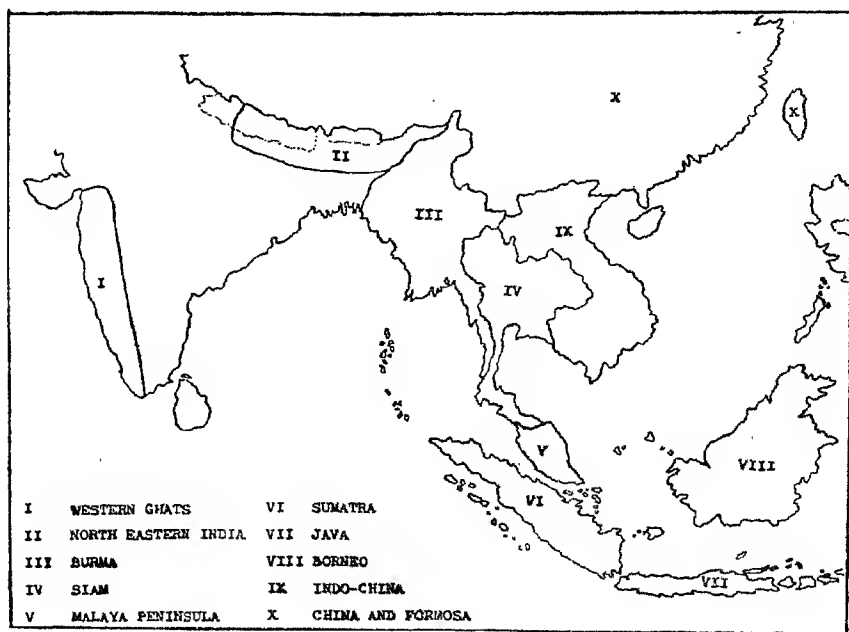 X
X
II
III
IX
I
IV
V
VIII
VI
VII
I WESTERN GHATS VI SUMATRA
II NORTH EASTERN INDIA VII JAVA
III BURMA VIII BORNEO
IV SIAM IX INDO-CHINA
V MALAYA PENINSULA X CHINA AND FORMOSA